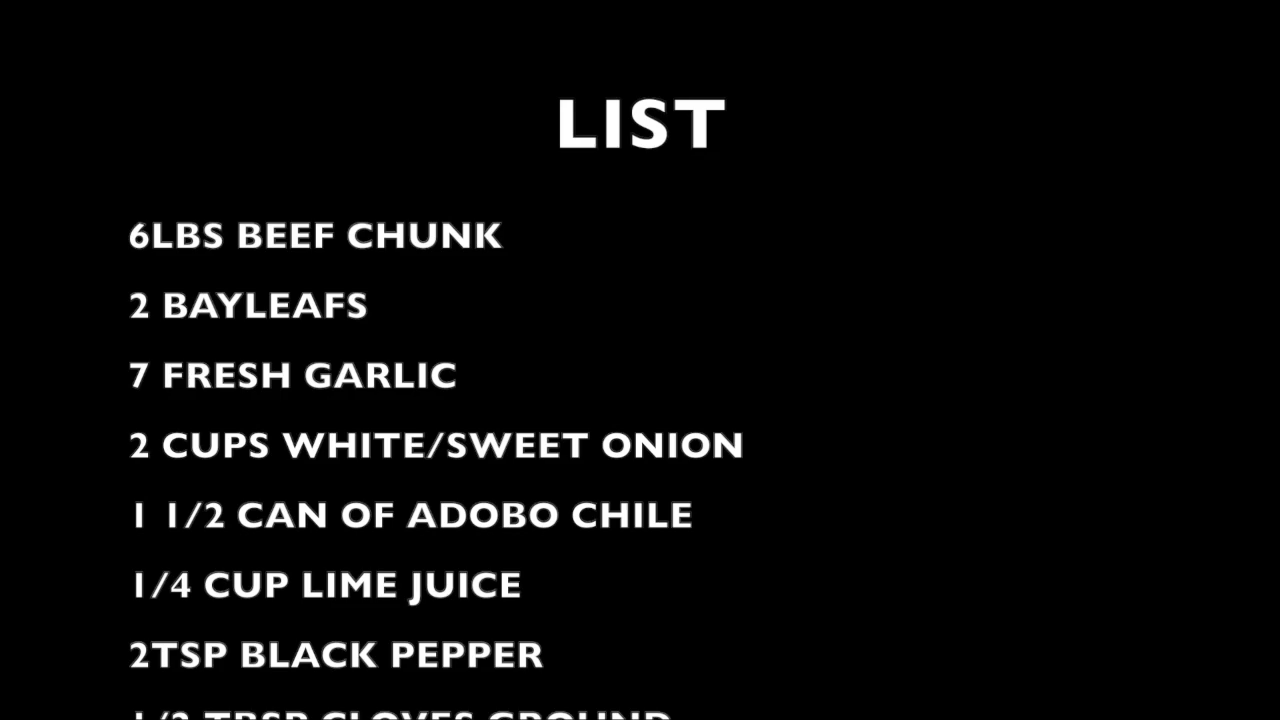 LIST
6LBS BEEF CHUNK
2 BAYLEAFS
7 FRESH GARLIC
2 CUPS WHITE/SWEET ONION
1 1/2 CAN OF ADOBO CHILE
1/4 CUP LIME JUICE
2TSP BLACK PEPPER
1/2 TBSP CLOVES GROUND